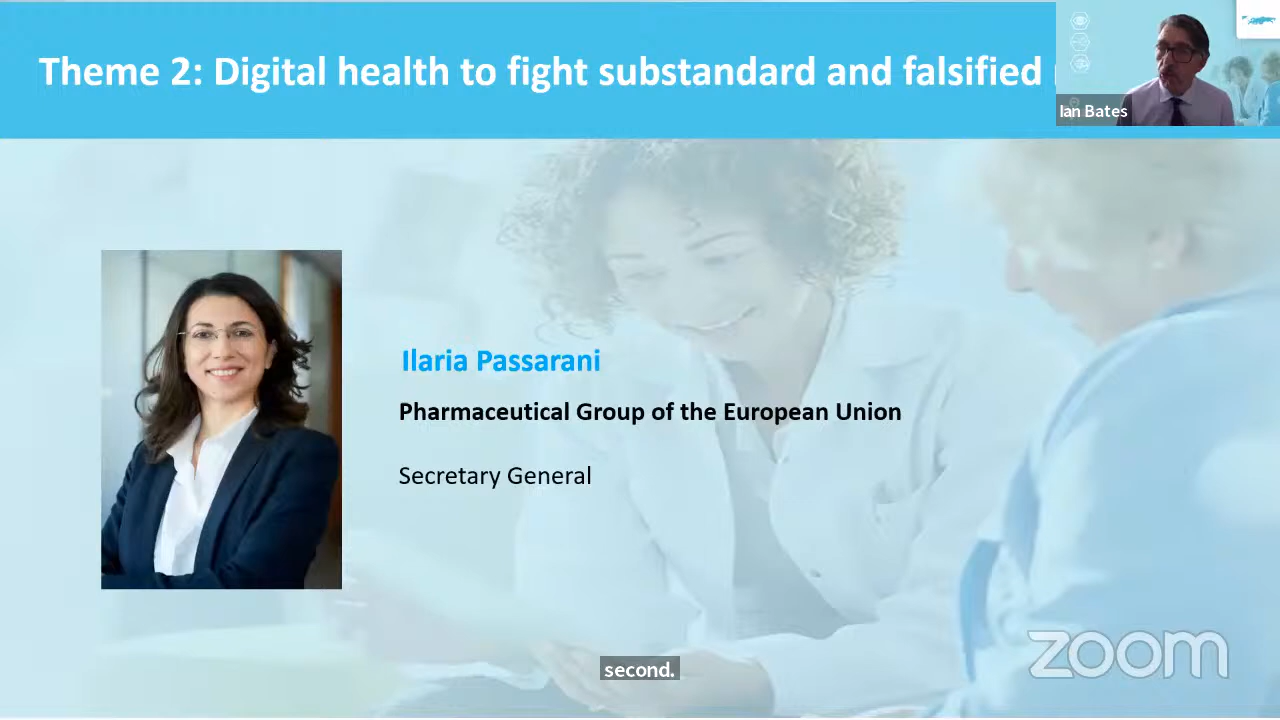 Theme 2: Digital health to fight substandard and falsified
Ian Bates
Ilaria Passarani
Pharmaceutical Group of the European Union
Secretary General
second.
zoom